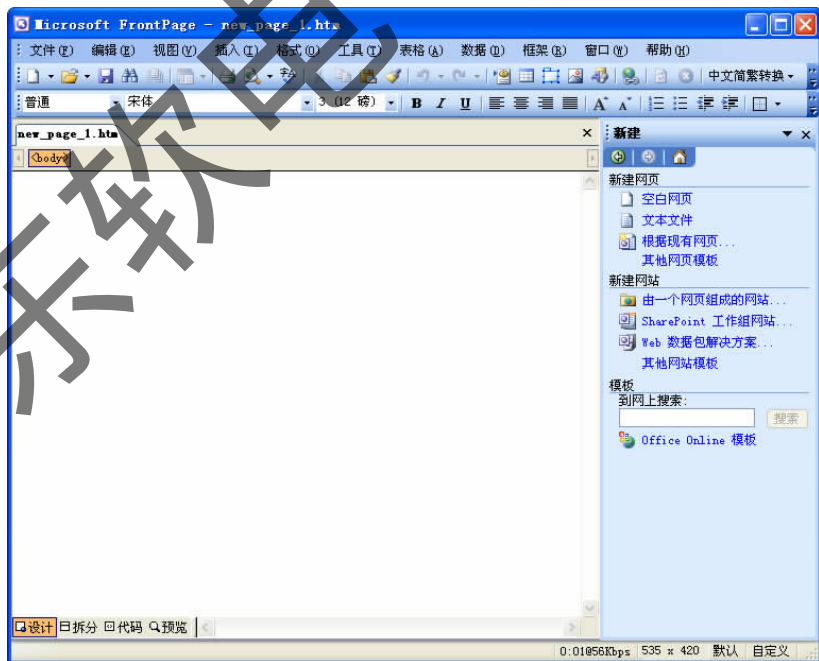 Microsoft FrontPage - new_page_1.htm
文件(F) 编辑(E) 视图(V) 插入(I) 格式(O) 工具(T) 表格(A) 数据(D) 框架(R) 窗口(W) 帮助(H)
中文简繁转换
普通 宋体 3 (12 磅) B I U A A
new_page_1.htm
<body>
新建
新建网页
空白网页
文本文件
根据现有网页...
其他网页模板
新建网站
由一个网页组成的网站...
SharePoint 工作组网站...
Web 数据包解决方案...
其他网站模板
模板
到网上搜索:
搜索
Office Online 模板
设计 拆分 代码 预览
0:01@56Kbps 535 x 420 默认 自定义
乐软电